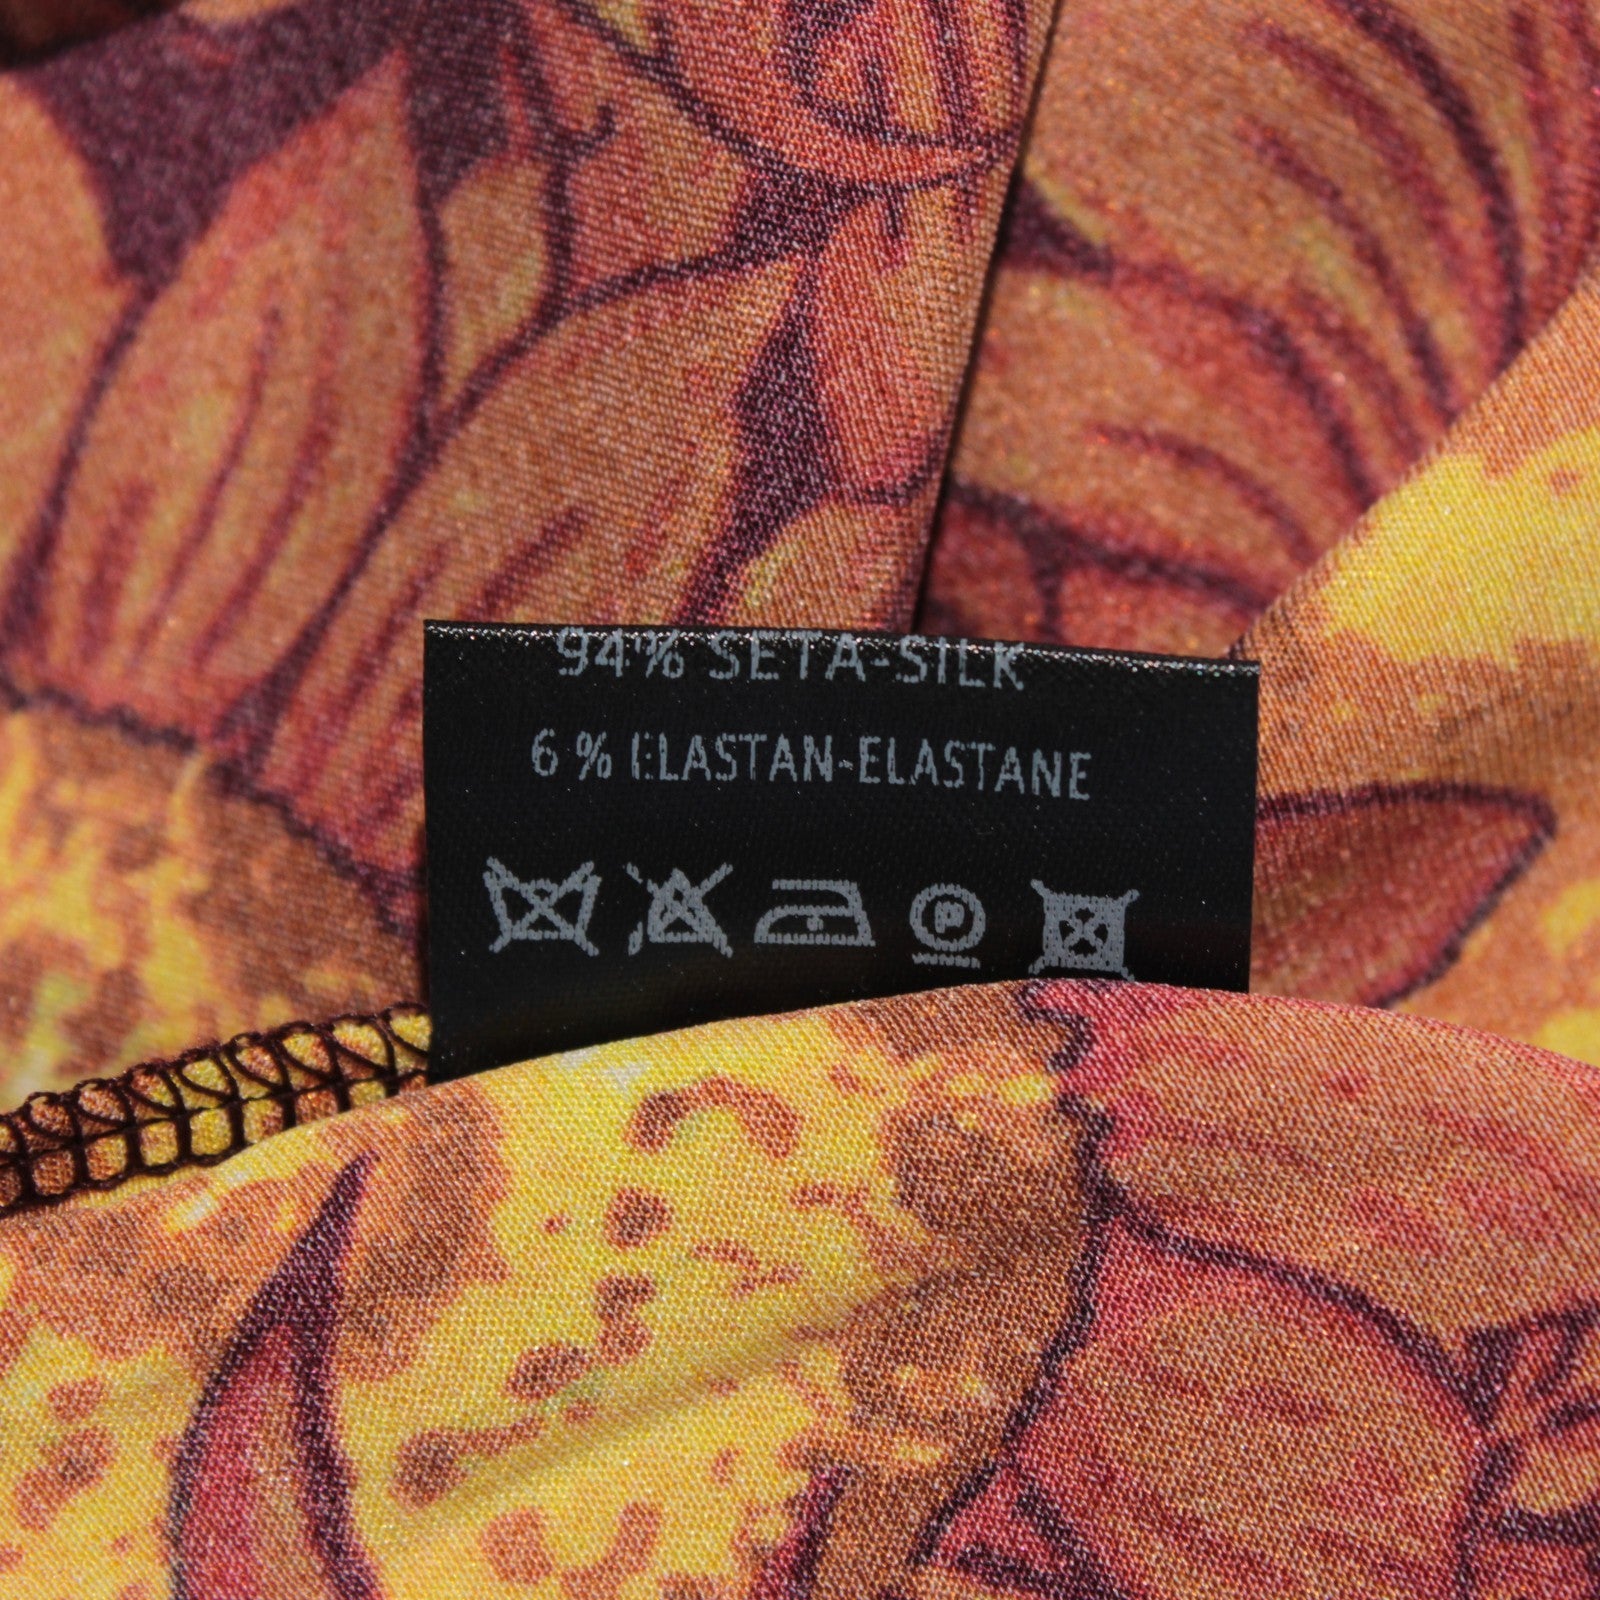 94% SETA-SILK
6 % ELASTAN-ELASTANE
P